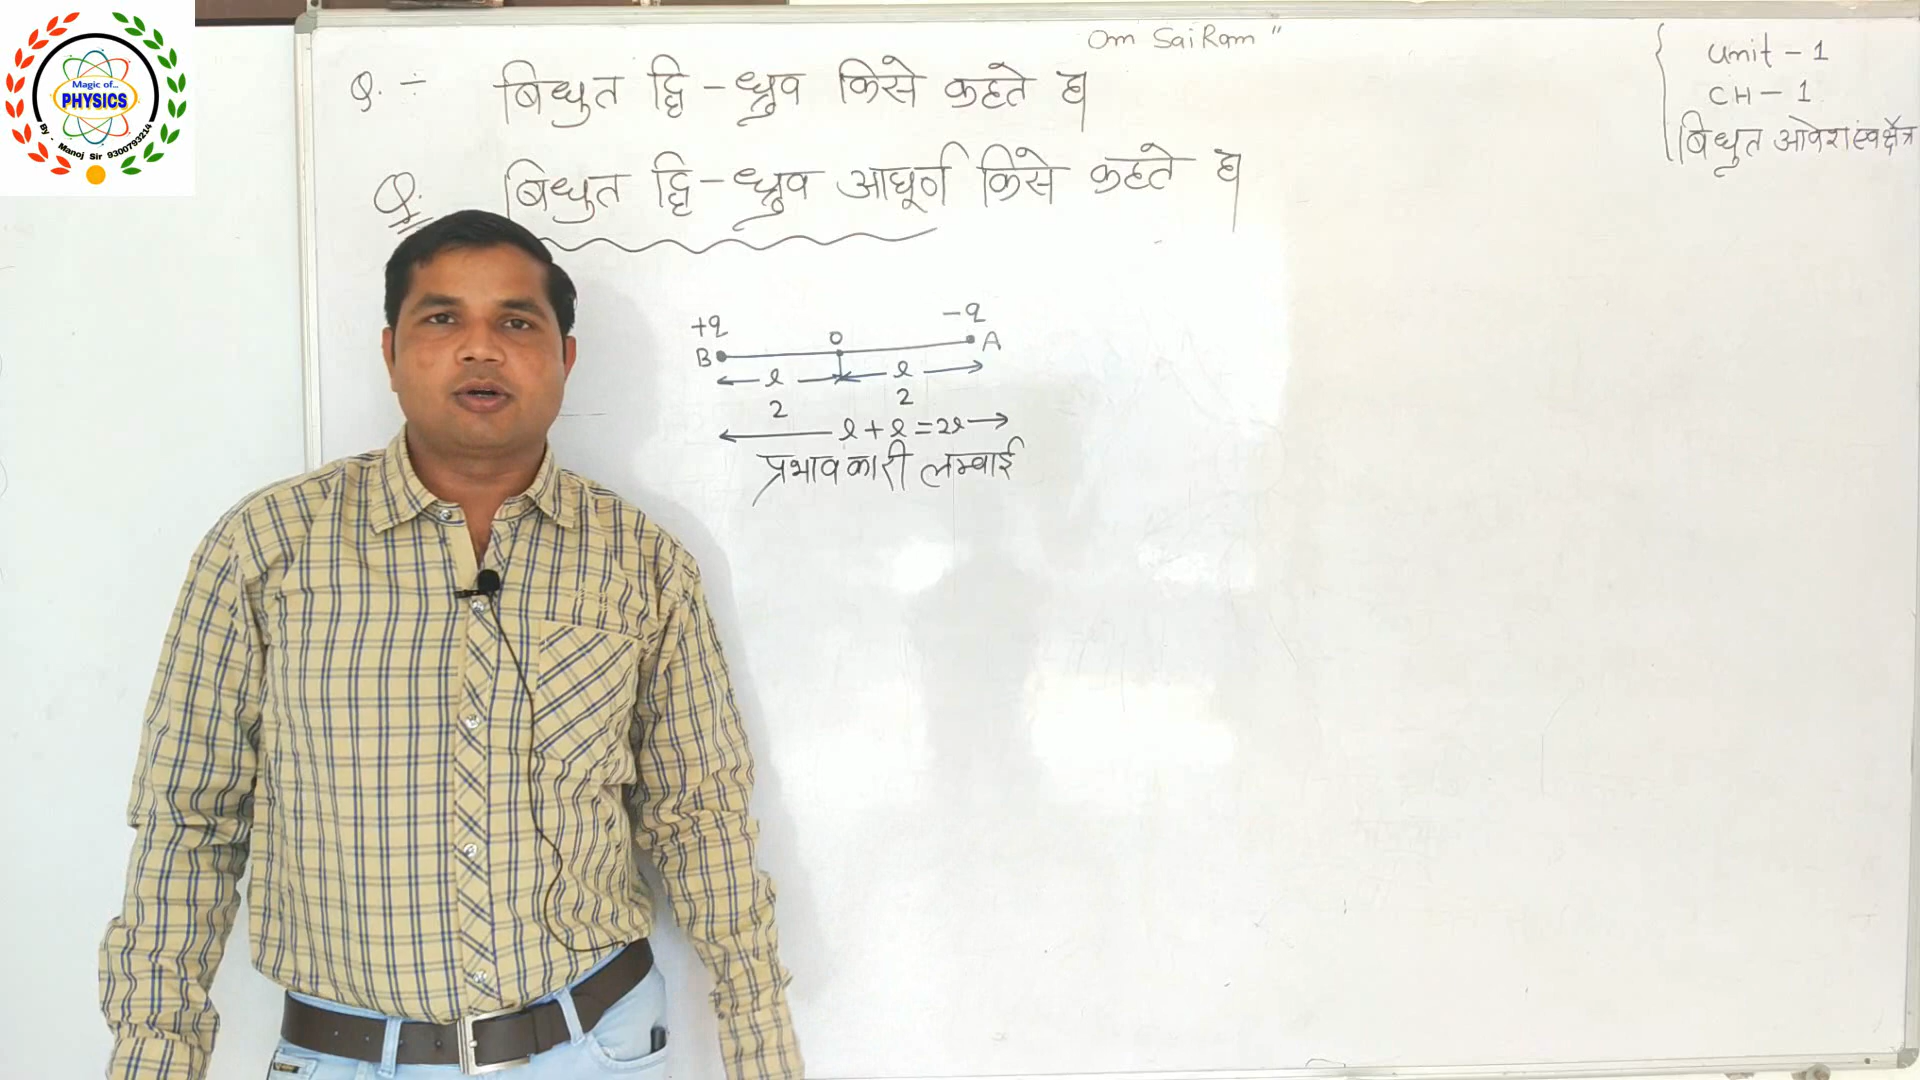 Magic of...
PHYSICS
By - Manoj Sir 9300793214
Om Sai Ram "
Unit - 1
CH - 1
विधुत आवेश एंव क्षेत्र
Q. ÷ विधुत द्वि - ध्रुव किसे कहते है
Q. विधुत द्वि - ध्रुव आघूर्ण किसे कहते है
+q
-q
B
O
A
l
l
2
2
l + l = 2l
प्रभावकारी लम्बाई